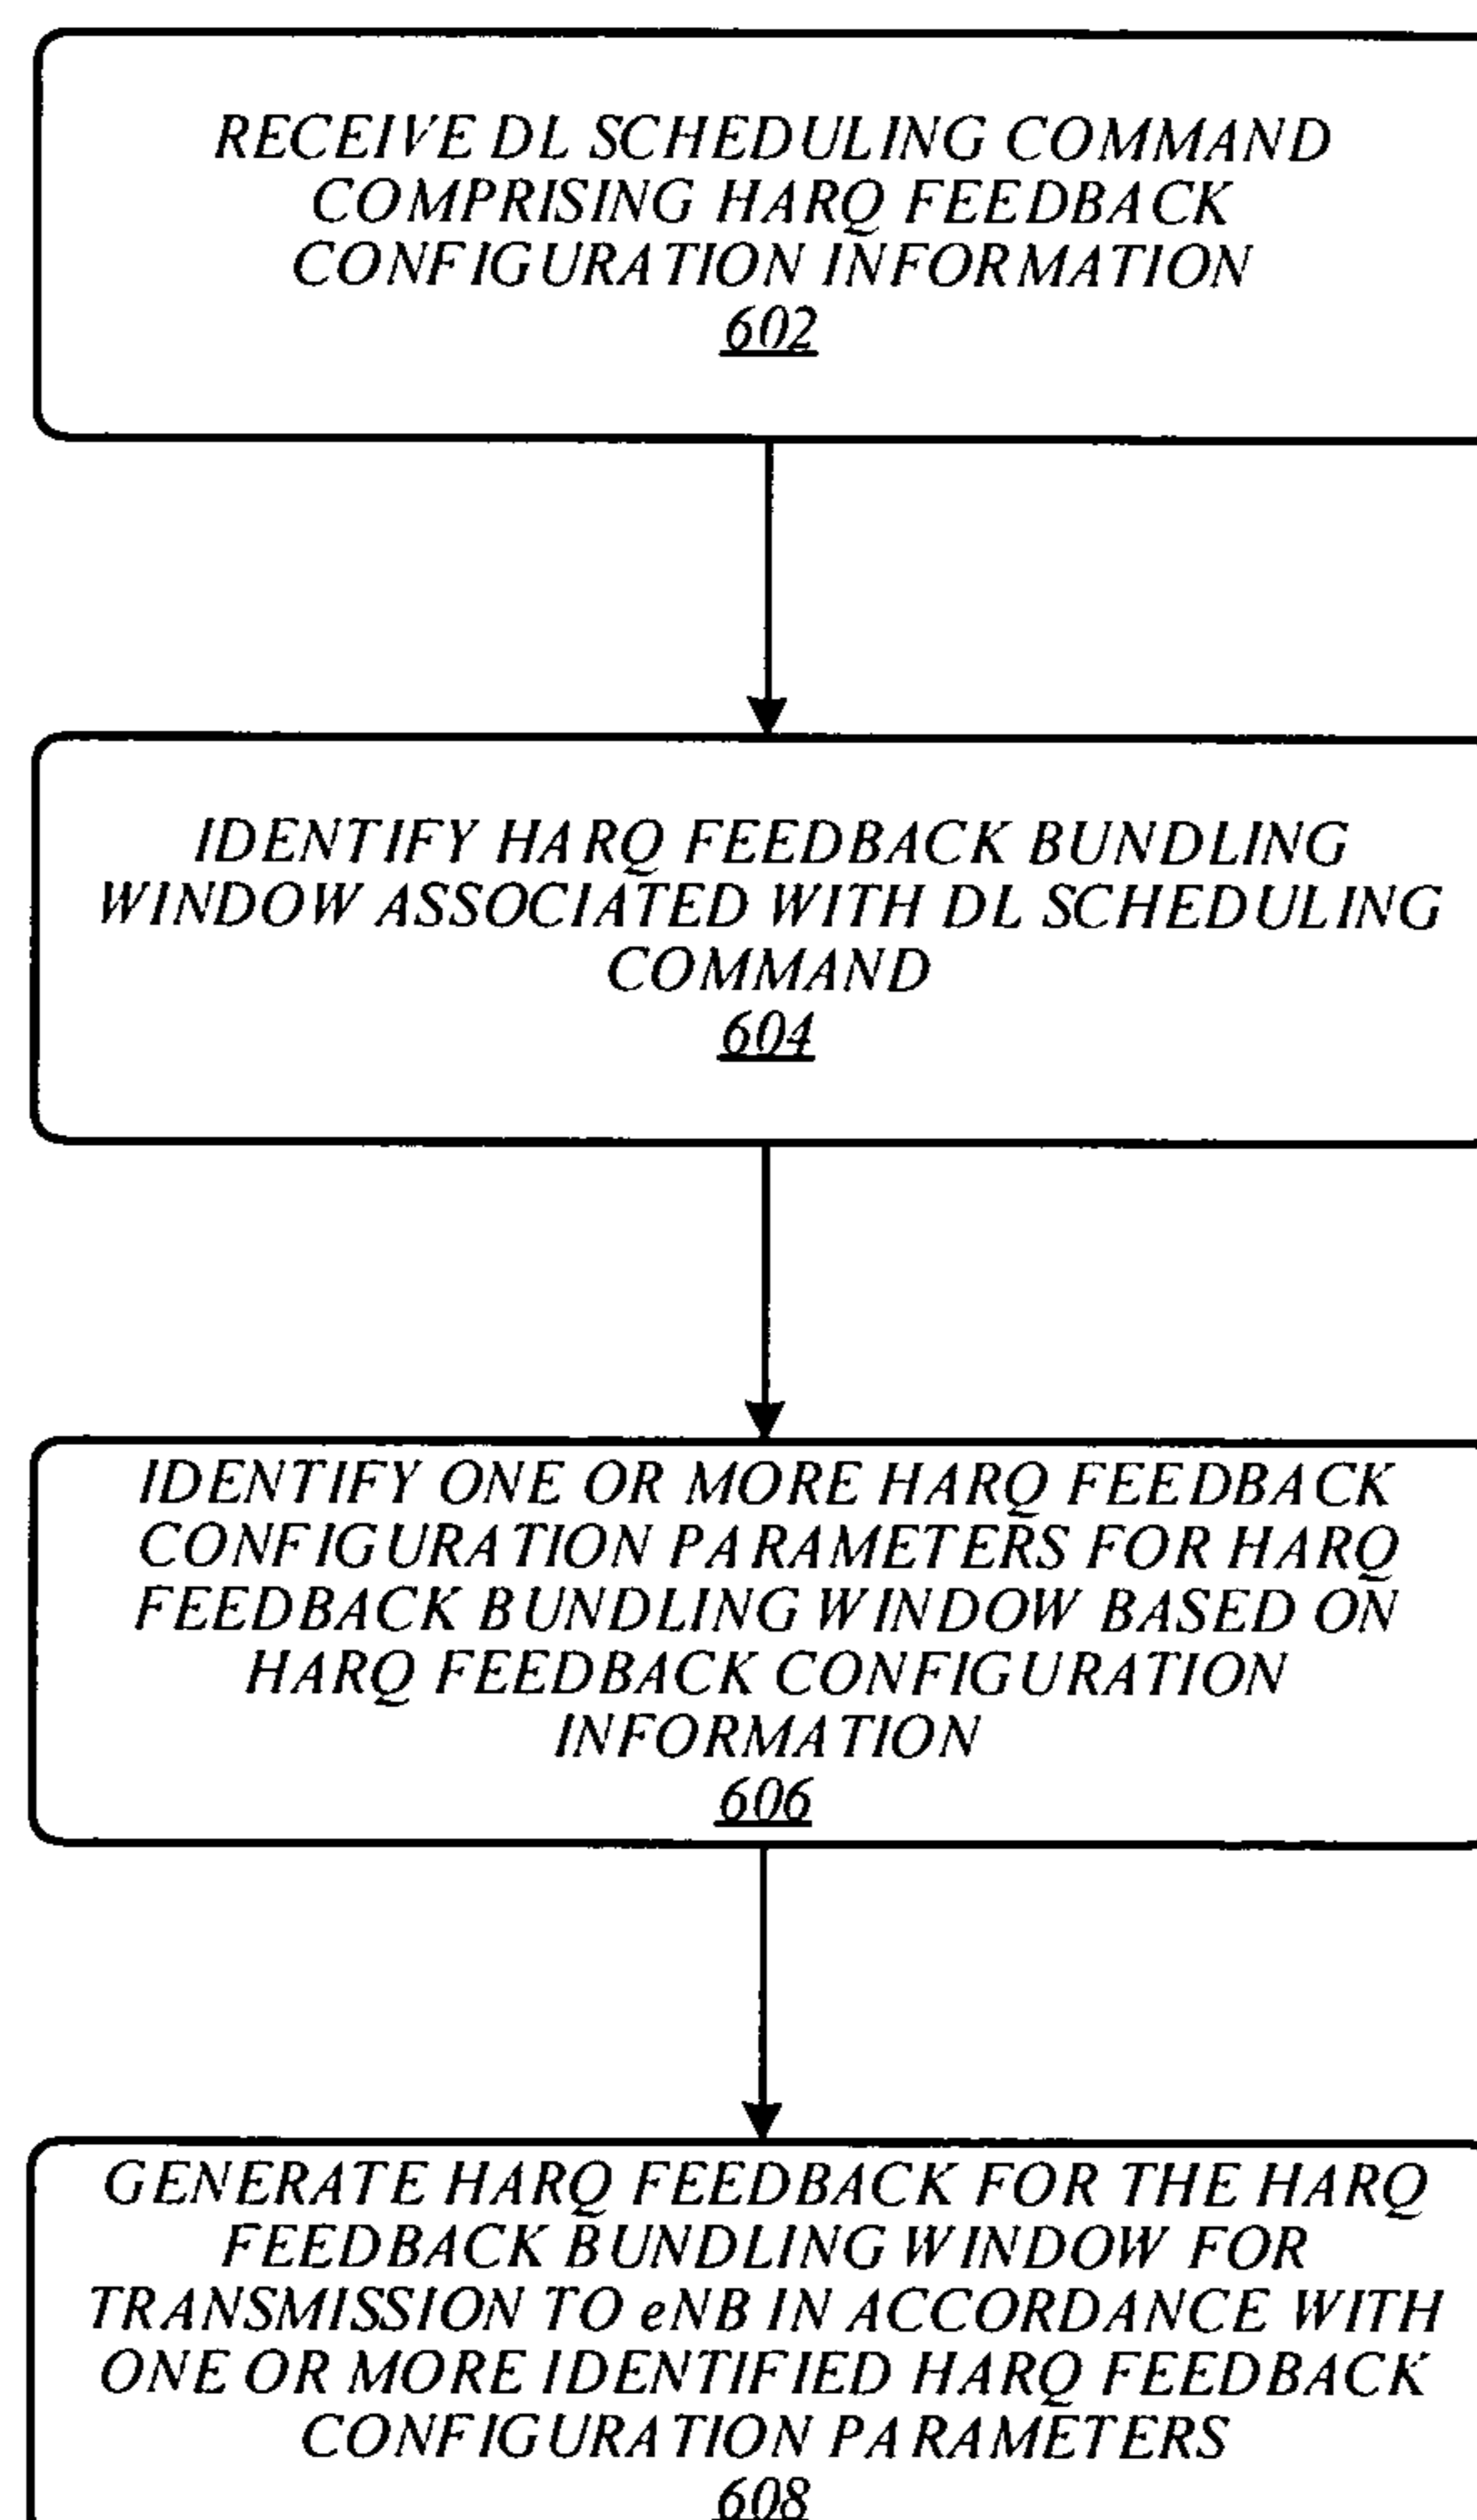 RECEIVE DL SCHEDULING COMMAND
COMPRISING HARQ FEEDBACK
CONFIGURATION INFORMATION
602
IDENTIFY HARQ FEEDBACK BUNDLING
WINDOW ASSOCIATED WITH DL SCHEDULING
COMMAND
604
IDENTIFY ONE OR MORE HARQ FEEDBACK
CONFIGURATION PARAMETERS FOR HARQ
FEEDBACK BUNDLING WINDOW BASED ON
HARQ FEEDBACK CONFIGURATION
INFORMATION
606
GENERATE HARQ FEEDBACK FOR THE HARQ
FEEDBACK BUNDLING WINDOW FOR
TRANSMISSION TO eNB IN ACCORDANCE WITH
ONE OR MORE IDENTIFIED HARQ FEEDBACK
CONFIGURATION PARAMETERS
608